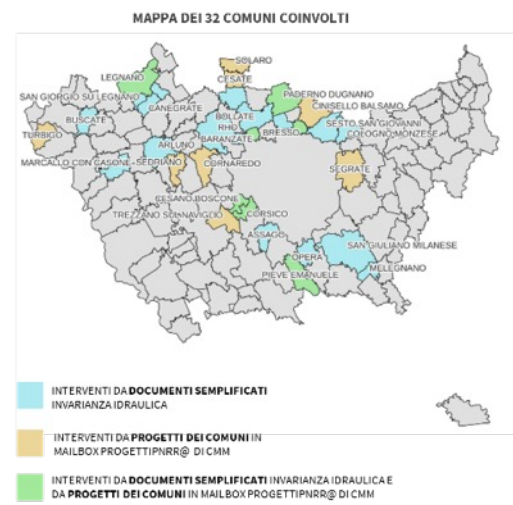 MAPPA DEI 32 COMUNI COINVOLTI
SOLARO
LEGNANO
CESATE
SAN GIORGIO SU LEGNANO
PADERNO DUGNANO
CANEGRATE
CINISELLO BALSAMO
BUSCATE
BOLLATE
SESTO SAN GIOVANNI
TURBIGO
RHO
BRESSO
COLOGNO MONZESE
ARLUNO
BARANZATE
MARCALLO CON CASONE
SEDRIANO
CORNAREDO
SEGRATE
CESANO BOSCONE
TREZZANO SUL NAVIGLIO
CORSICO
ASSAGO
SAN GIULIANO MILANESE
OPERA
PIEVE EMANUELE
MELEGNANO
INTERVENTI DA DOCUMENTI SEMPLIFICATI
INVARIANZA IDRAULICA
INTERVENTI DA PROGETTI DEI COMUNI IN
MAILBOX PROGETTIPNRR@ DI CMM
INTERVENTI DA DOCUMENTI SEMPLIFICATI INVARIANZA IDRAULICA E
DA PROGETTI DEI COMUNI IN MAILBOX PROGETTIPNRR@ DI CMM